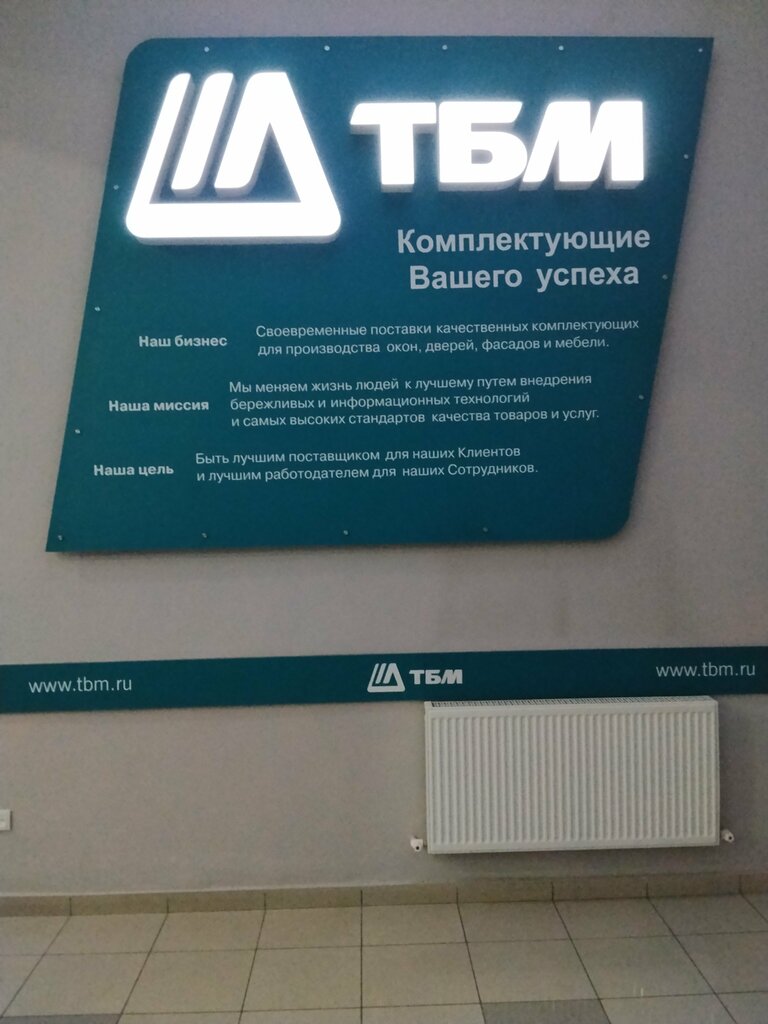 ТБМ
Комплектующие
Вашего успеха
Наш бизнес
Своевременные поставки качественных комплектующих
для производства окон, дверей, фасадов и мебели.
Наша миссия
Мы меняем жизнь людей к лучшему путем внедрения
бережливых и информационных технологий
и самых высоких стандартов качества товаров и услуг.
Наша цель
Быть лучшим поставщиком для наших Клиентов
и лучшим работодателем для наших Сотрудников.
www.tbm.ru
ТБМ
www.tbm.ru